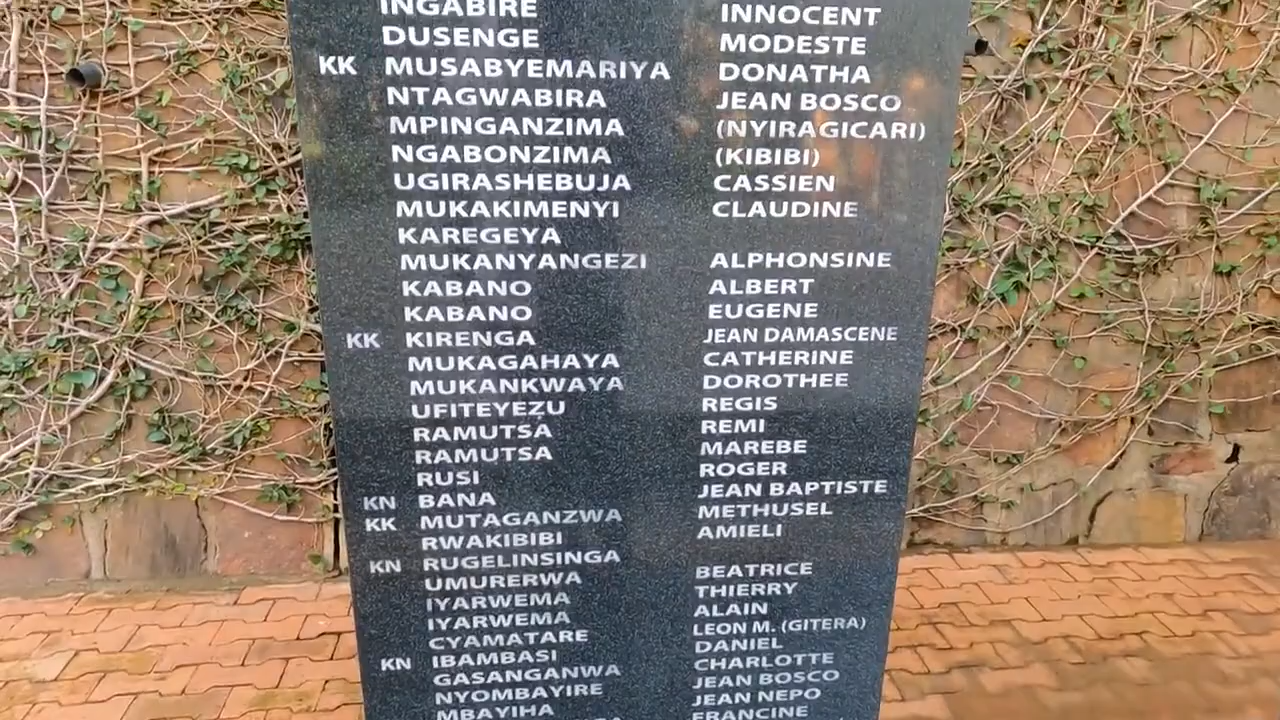 INGABIRE INNOCENT
DUSENGE MODESTE
KK MUSABYEMARIYA DONATHA
NTAGWABIRA JEAN BOSCO
MPINGANZIMA (NYIRAGICARI)
NGABONZIMA (KIBIBI)
UGIRASHEBUJA CASSIEN
MUKAKIMENYI CLAUDINE
KAREGEYA
MUKANYANGEZI ALPHONSINE
KABANO ALBERT
KABANO EUGENE
KK KIRENGA JEAN DAMASCENE
MUKAGAHAYA CATHERINE
MUKANKWAYA DOROTHEE
UFITEYEZU REGIS
RAMUTSA REMI
RAMUTSA MAREBE
RUSI ROGER
KN BANA JEAN BAPTISTE
KK MUTAGANZWA METHUSEL
RWAKIBIBI AMIELI
KN RUGELINSINGA
UMURERWA BEATRICE
IYARWEMA THIERRY
IYARWEMA ALAIN
CYAMATARE LEON M. (GITERA)
KN IBAMBASI DANIEL
GASANGANWA CHARLOTTE
NYOMBAYIRE JEAN BOSCO
MBAYIHA JEAN NEPO
FRANCINE